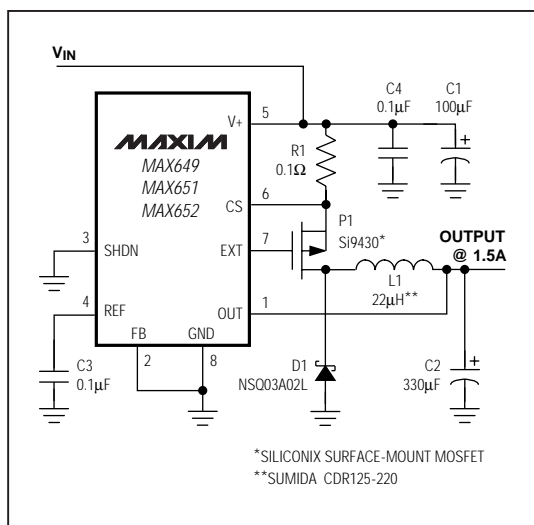 VIN
MAXIM
MAX649
MAX651
MAX652
V+
5
CS
6
EXT
7
OUT
1
3
SHDN
4
REF
FB
2
GND
8
R1
0.1Ω
C4
0.1µF
C1
100µF
+
P1
Si9430*
L1
22µH**
OUTPUT
@ 1.5A
C3
0.1µF
D1
NSQ03A02L
C2
330µF
+
*SILICONIX SURFACE-MOUNT MOSFET
**SUMIDA CDR125-220